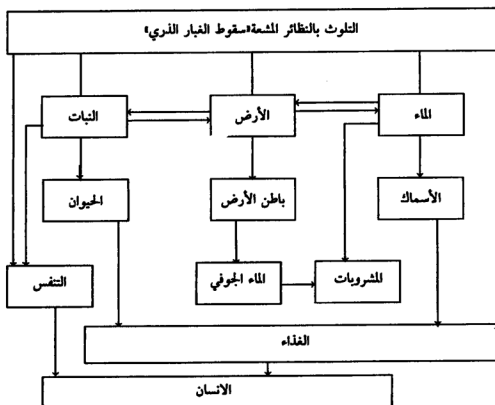 التلوث بالنظائر المشعة «سقوط الغبار الذري»
الماء
الأرض
النبات
الأسماك
باطن الأرض
الحيوان
المشروبات
الماء الجوفي
التنفس
الغذاء
الانسان